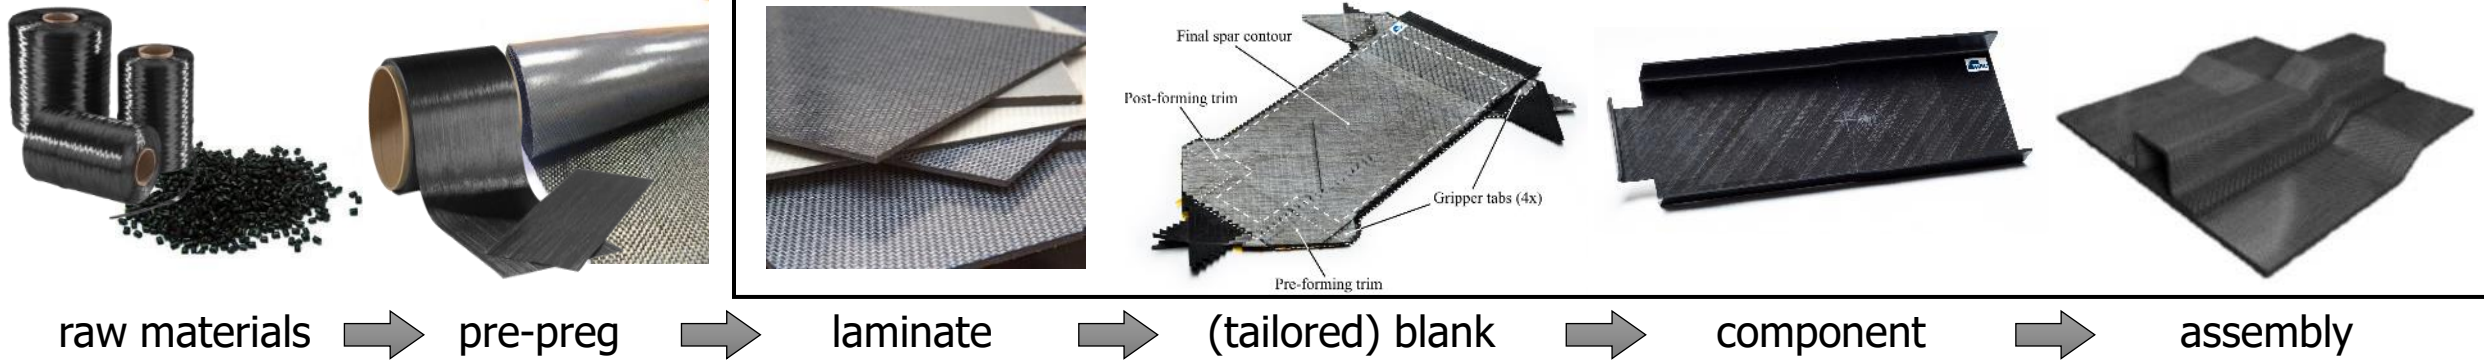 Final spar contour
Post-forming trim
Gripper tabs (4x)
Pre-forming trim
raw materials
pre-preg
laminate
(tailored) blank
component
assembly